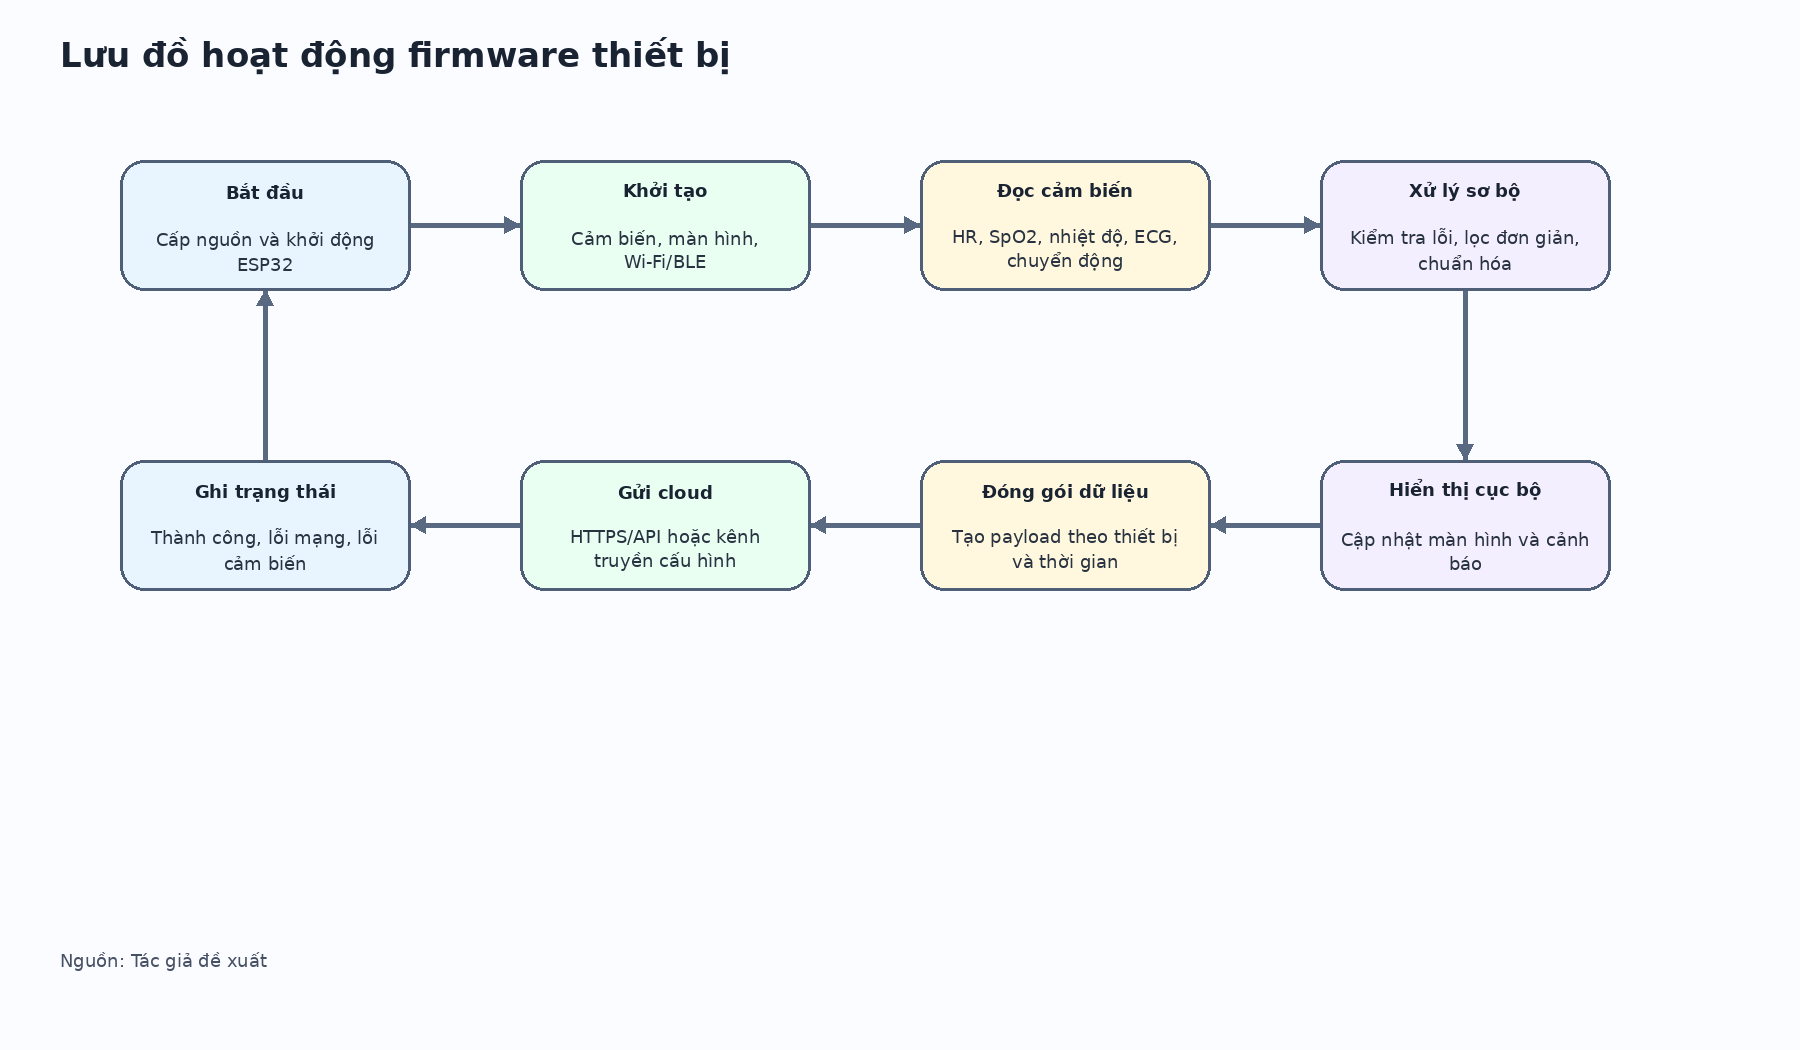 Lưu đồ hoạt động firmware thiết bị
Bắt đầu
Cấp nguồn và khởi động
ESP32
Khởi tạo
Cảm biến, màn hình,
Wi-Fi/BLE
Đọc cảm biến
HR, SpO2, nhiệt độ, ECG,
chuyển động
Xử lý sơ bộ
Kiểm tra lỗi, lọc đơn giản,
chuẩn hóa
Ghi trạng thái
Thành công, lỗi mạng, lỗi
cảm biến
Gửi cloud
HTTPS/API hoặc kênh
truyền cấu hình
Đóng gói dữ liệu
Tạo payload theo thiết bị
và thời gian
Hiển thị cục bộ
Cập nhật màn hình và cảnh
báo
Nguồn: Tác giả đề xuất